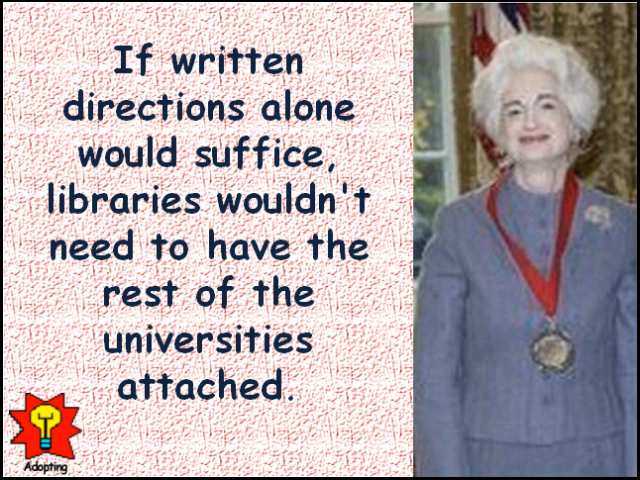 If written
directions alone
would suffice,
libraries wouldn't
need to have the
rest of the
universities
attached.
Adopting